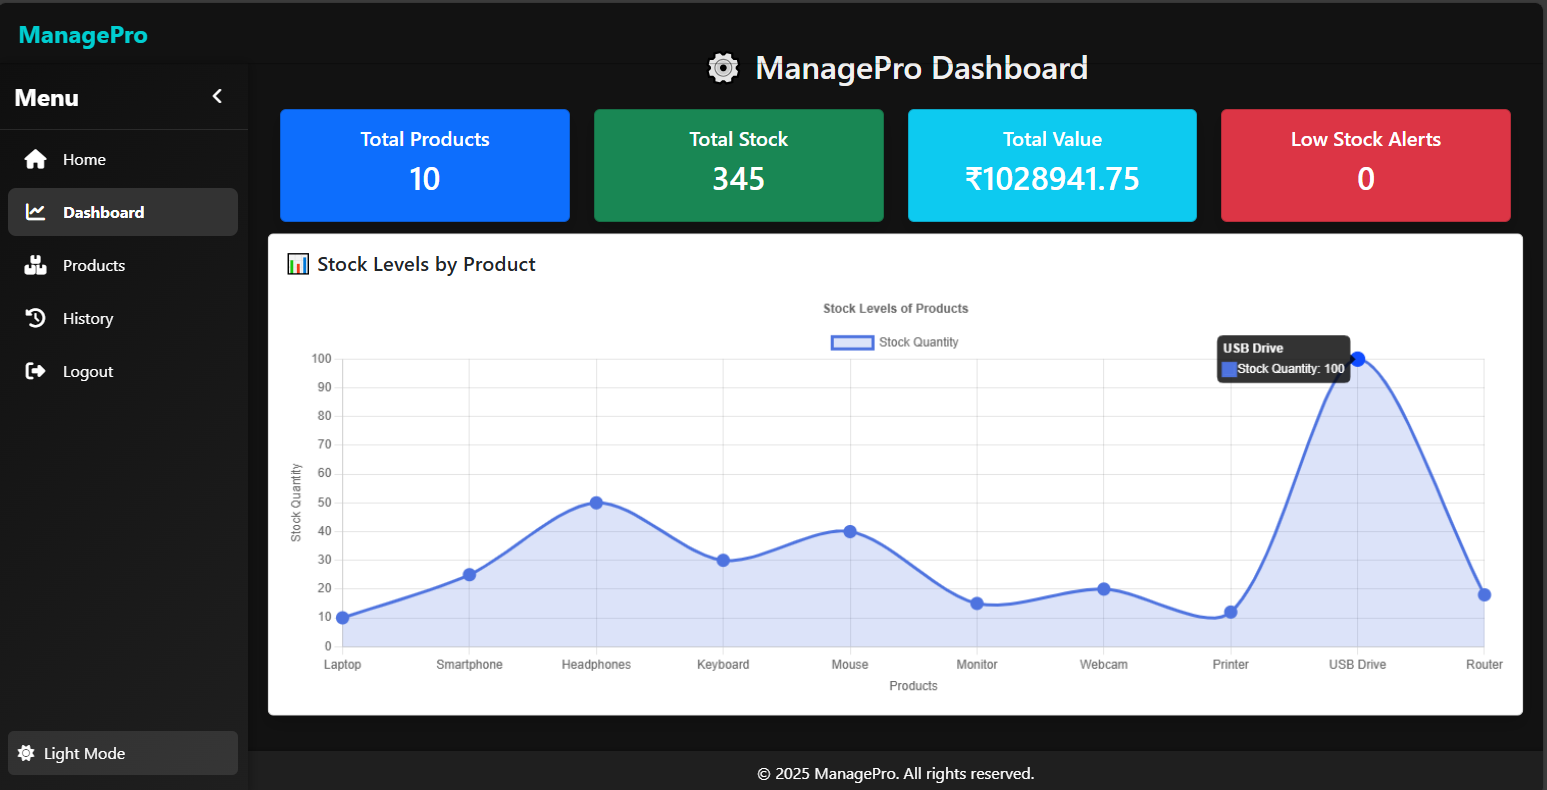 ManagePro
Menu
Home
Dashboard
Products
History
Logout
Light Mode
ManagePro Dashboard
Total Products
10
Total Stock
345
Total Value
₹1028941.75
Low Stock Alerts
0
Stock Levels by Product
Stock Levels of Products
Stock Quantity
USB Drive
Stock Quantity: 100
Stock Quantity
100
90
80
70
60
50
40
30
20
10
0
Laptop Smartphone Headphones Keyboard Mouse Monitor Webcam Printer USB Drive Router
Products
© 2025 ManagePro. All rights reserved.